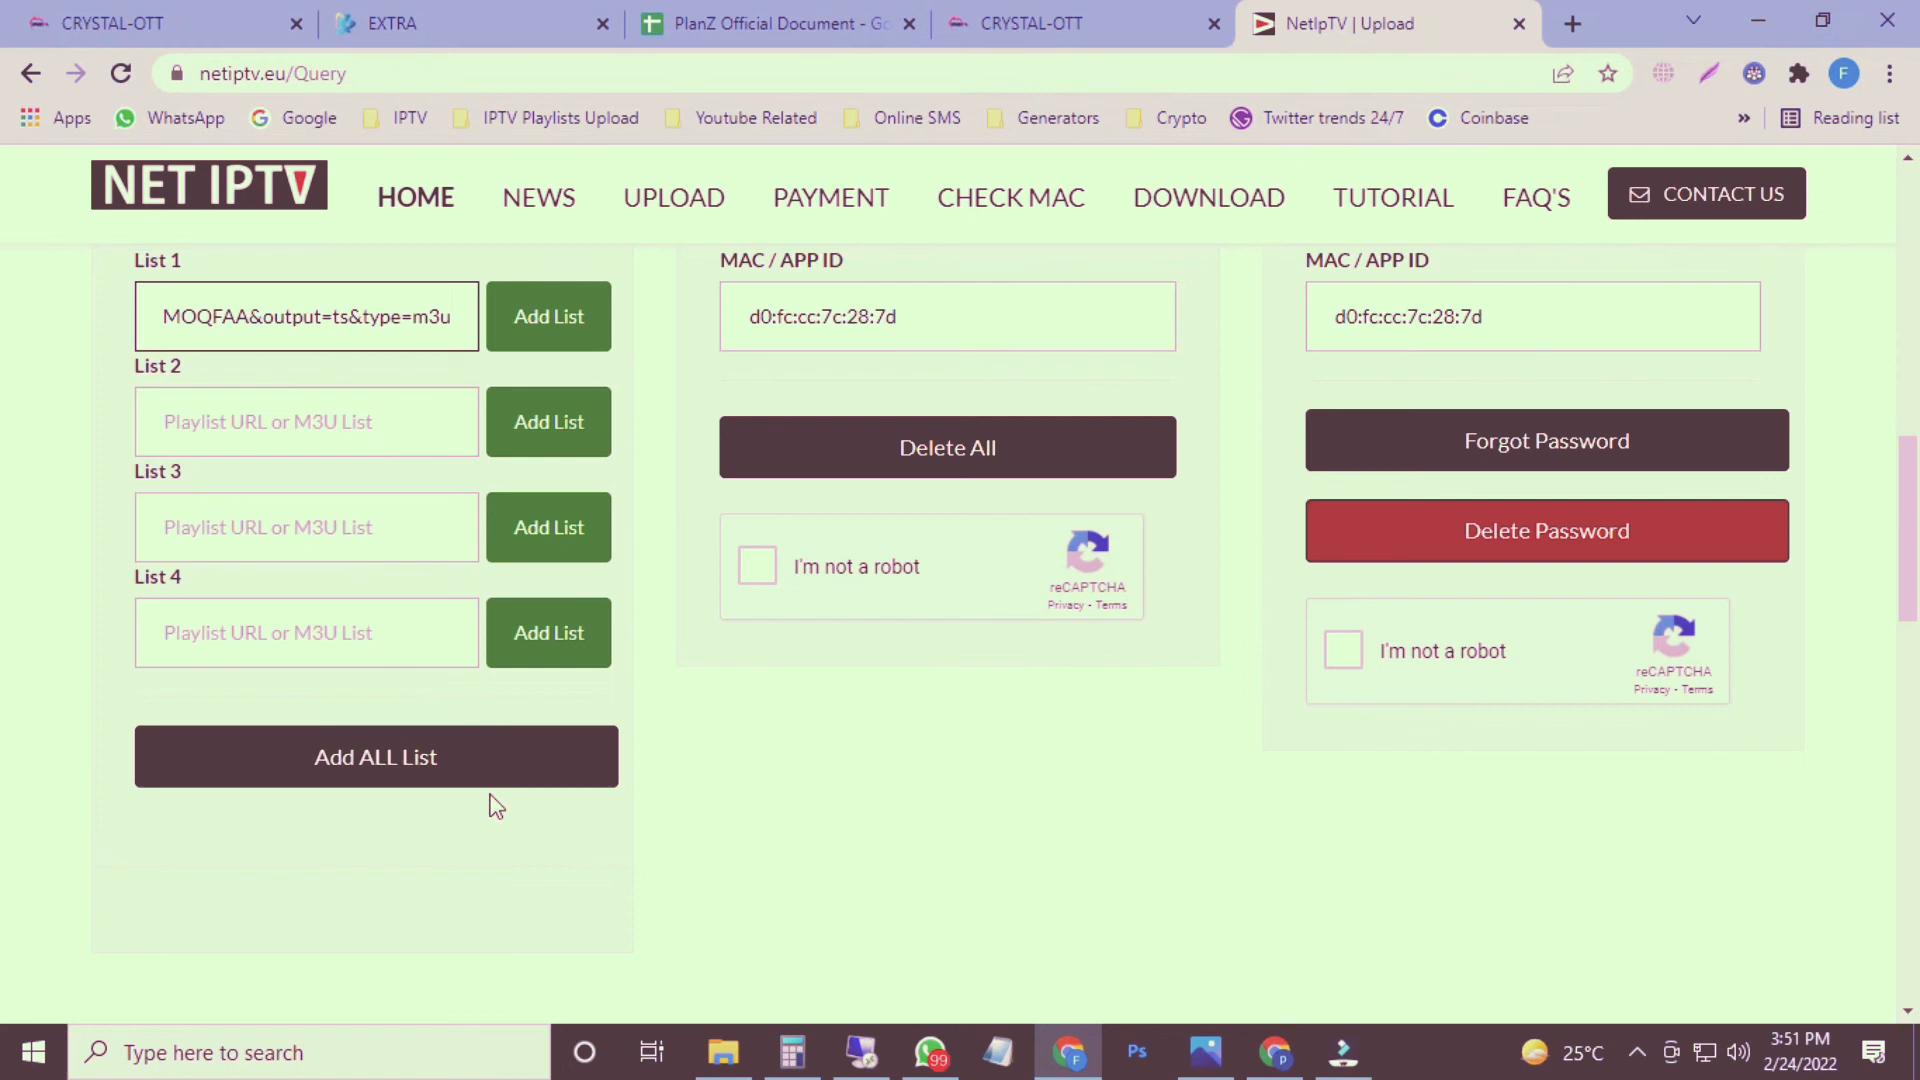 CRYSTAL-OTT
EXTRA
PlanZ Official Document - Go
CRYSTAL-OTT
NetIpTV | Upload
netiptv.eu/Query
F
Apps
WhatsApp
Google
IPTV
IPTV Playlists Upload
Youtube Related
Online SMS
Generators
Crypto
Twitter trends 24/7
Coinbase
»
Reading list
NET IPTV
HOME
NEWS
UPLOAD
PAYMENT
CHECK MAC
DOWNLOAD
TUTORIAL
FAQ'S
CONTACT US
List 1
MOQFAA&output=ts&type=m3u
Add List
List 2
Playlist URL or M3U List
Add List
List 3
Playlist URL or M3U List
Add List
List 4
Playlist URL or M3U List
Add List
Add ALL List
MAC / APP ID
d0:fc:cc:7c:28:7d
Delete All
I'm not a robot
reCAPTCHA
Privacy - Terms
MAC / APP ID
d0:fc:cc:7c:28:7d
Forgot Password
Delete Password
I'm not a robot
reCAPTCHA
Privacy - Terms
Type here to search
99
F
Ps
P
25°C
3:51 PM
2/24/2022